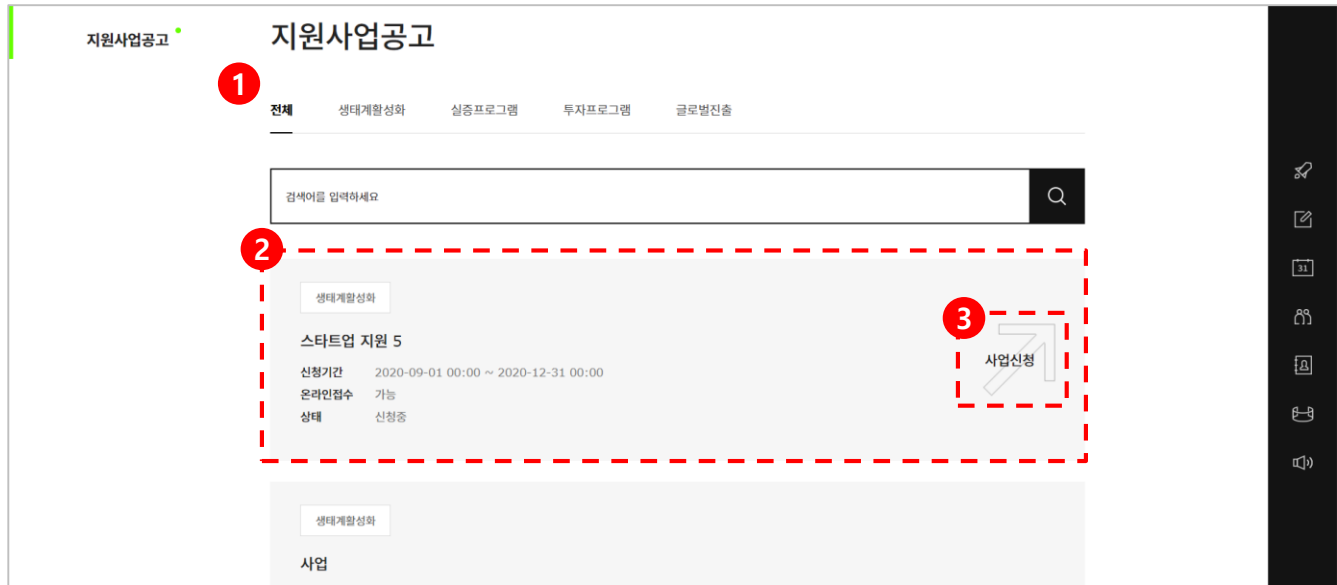 지원사업공고
지원사업공고
1
전체 생태계활성화 실증프로그램 투자프로그램 글로벌진출
검색어를 입력하세요
2
생태계활성화
스타트업 지원 5
신청기간 2020-09-01 00:00 ~ 2020-12-31 00:00
온라인접수 가능
상태 신청중
3
사업신청
생태계활성화
사업
31